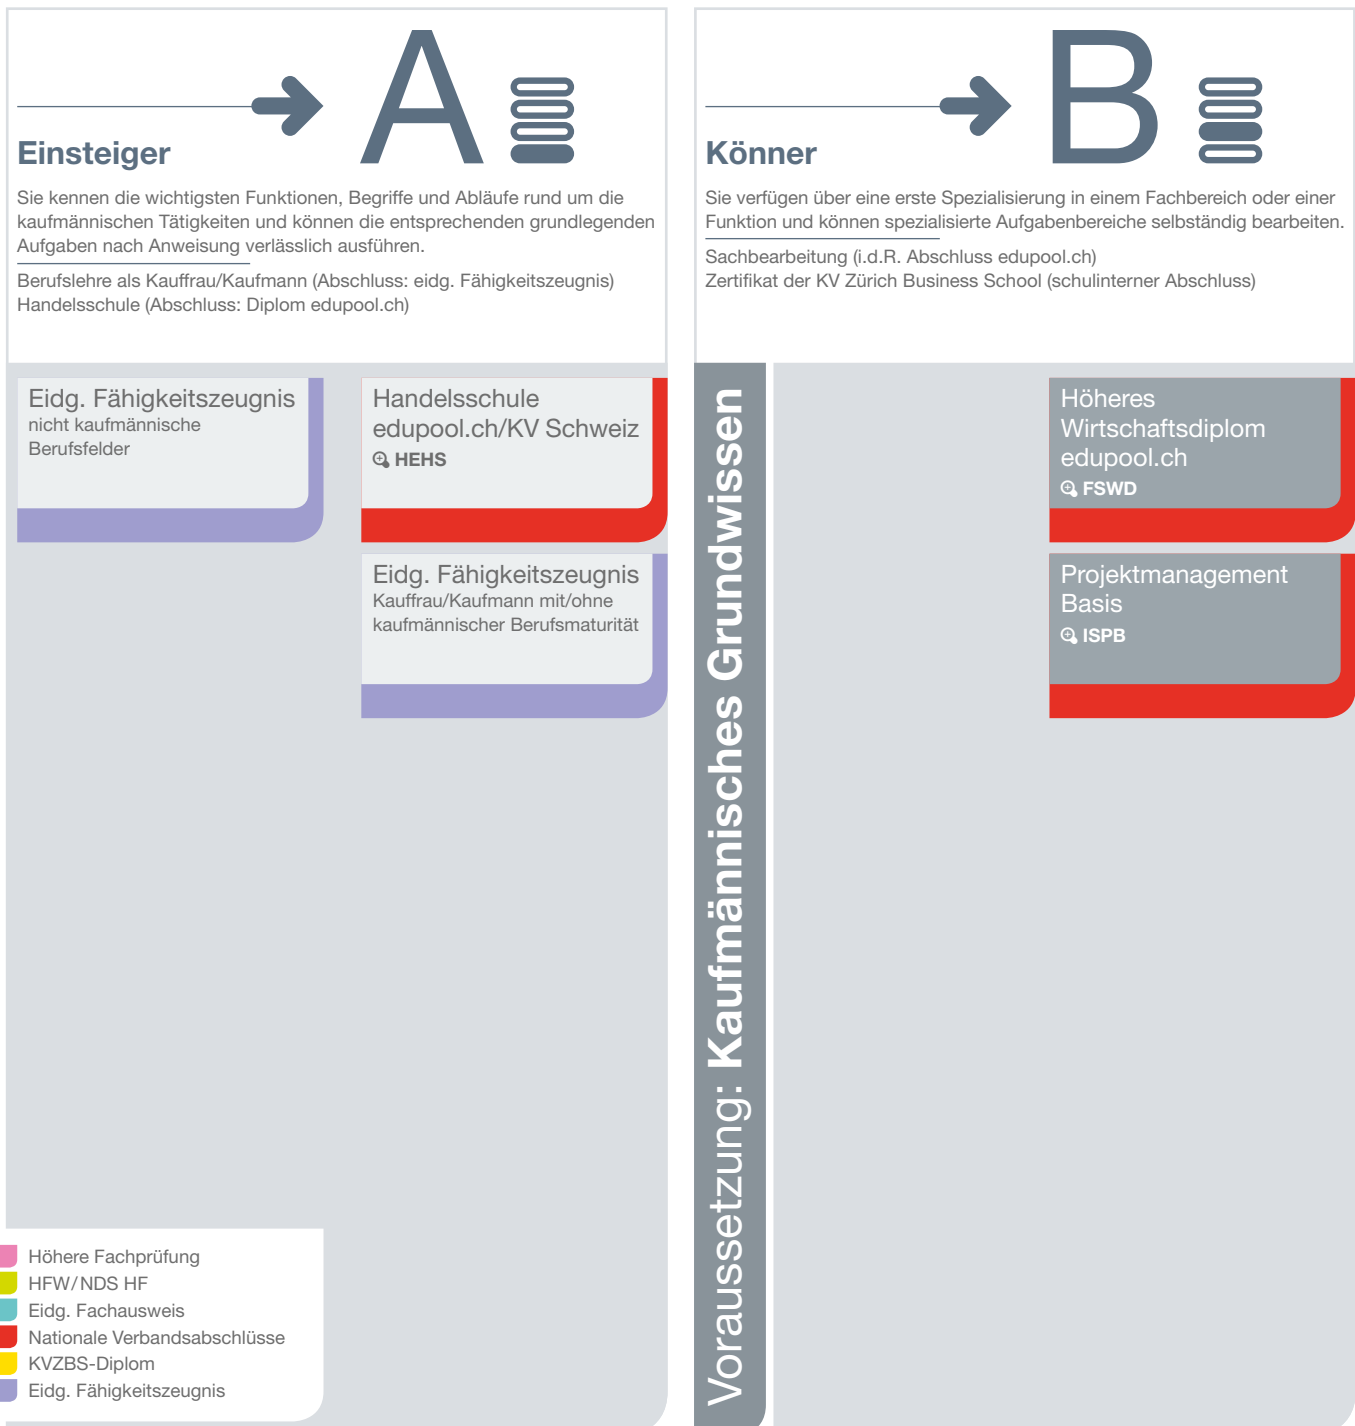 A
Einsteiger
Sie kennen die wichtigsten Funktionen, Begriffe und Abläufe rund um die
kaufmännischen Tätigkeiten und können die entsprechenden grundlegenden
Aufgaben nach Anweisung verlässlich ausführen.
Berufslehre als Kauffrau/Kaufmann (Abschluss: eidg. Fähigkeitszeugnis)
Handelsschule (Abschluss: Diplom edupool.ch)
Eidg. Fähigkeitszeugnis
nicht kaufmännische
Berufsfelder
Handelsschule
edupool.ch/KV Schweiz
HEHS
Eidg. Fähigkeitszeugnis
Kauffrau/Kaufmann mit/ohne
kaufmännischer Berufsmaturität
Höhere Fachprüfung
HFW/NDS HF
Eidg. Fachausweis
Nationale Verbandsabschlüsse
KVZBS-Diplom
Eidg. Fähigkeitszeugnis
B
Könner
Sie verfügen über eine erste Spezialisierung in einem Fachbereich oder einer
Funktion und können spezialisierte Aufgabenbereiche selbständig bearbeiten.
Sachbearbeitung (i.d.R. Abschluss edupool.ch)
Zertifikat der KV Zürich Business School (schulinterner Abschluss)
Voraussetzung: Kaufmännisches Grundwissen
Höheres
Wirtschaftsdiplom
edupool.ch
FSWD
Projektmanagement
Basis
ISPB